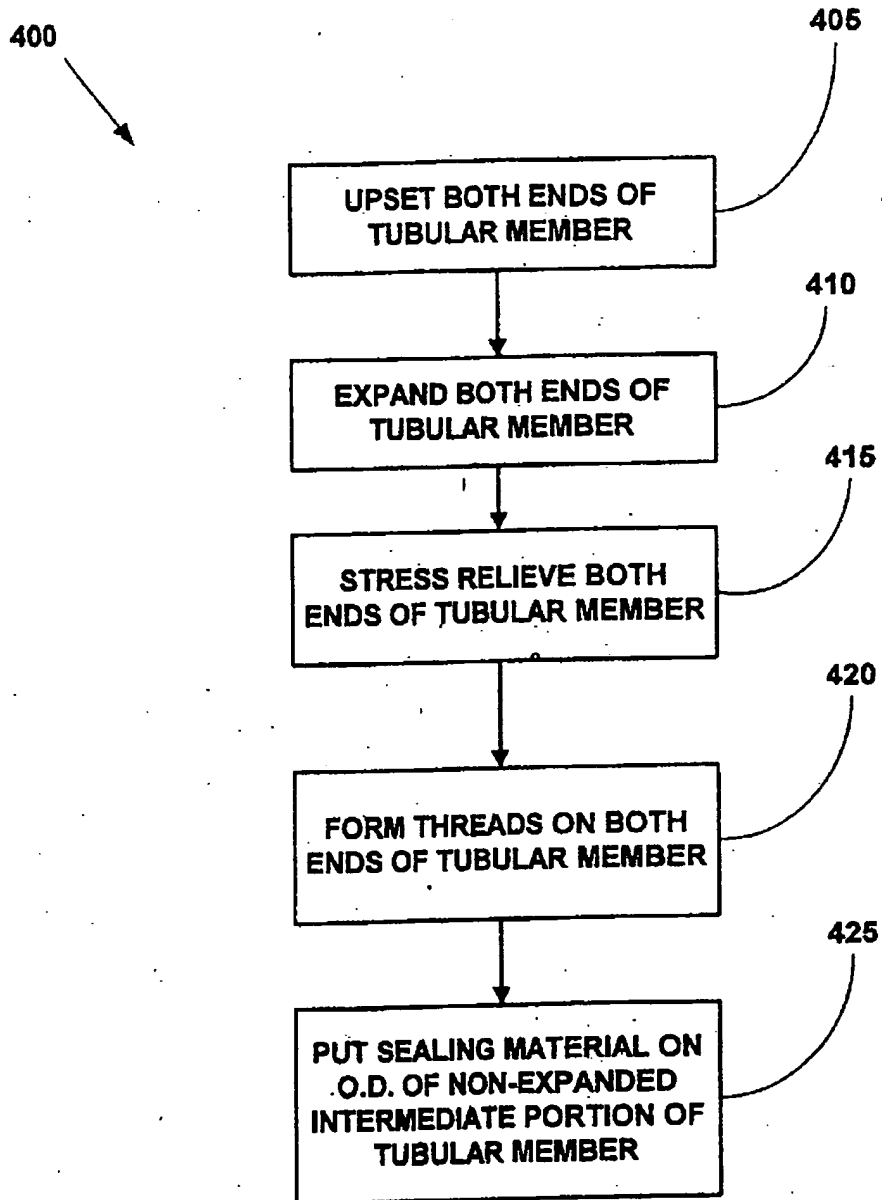 400
405
UPSET BOTH ENDS OF
TUBULAR MEMBER
410
EXPAND BOTH ENDS OF
TUBULAR MEMBER
415
STRESS RELIEVE BOTH
ENDS OF TUBULAR MEMBER
420
FORM THREADS ON BOTH
ENDS OF TUBULAR MEMBER
425
PUT SEALING MATERIAL ON
O.D. OF NON-EXPANDED
INTERMEDIATE PORTION OF
TUBULAR MEMBER